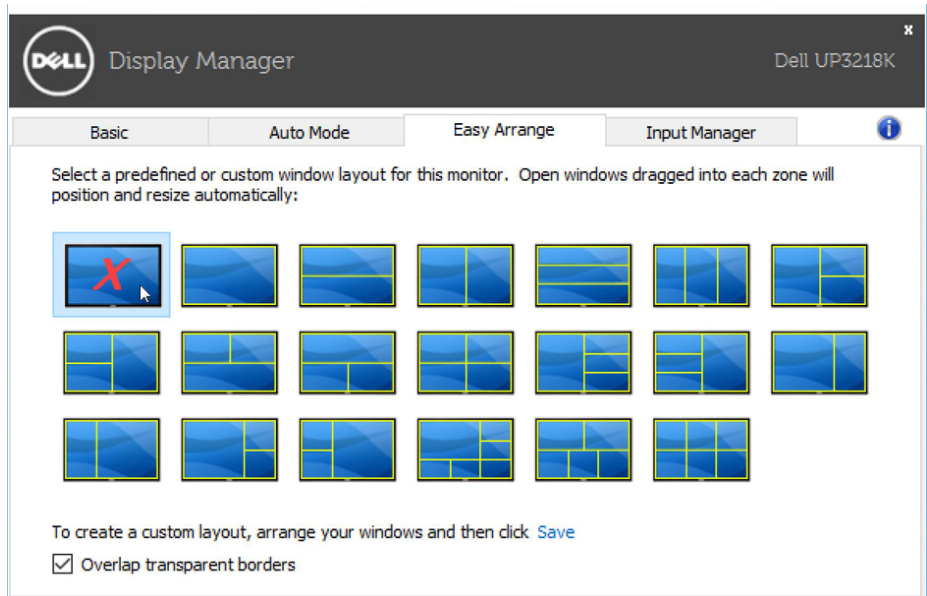 DELL Display Manager
x
Dell UP3218K
Basic Auto Mode Easy Arrange Input Manager i
Select a predefined or custom window layout for this monitor. Open windows dragged into each zone will
position and resize automatically:
X
To create a custom layout, arrange your windows and then click Save
Overlap transparent borders